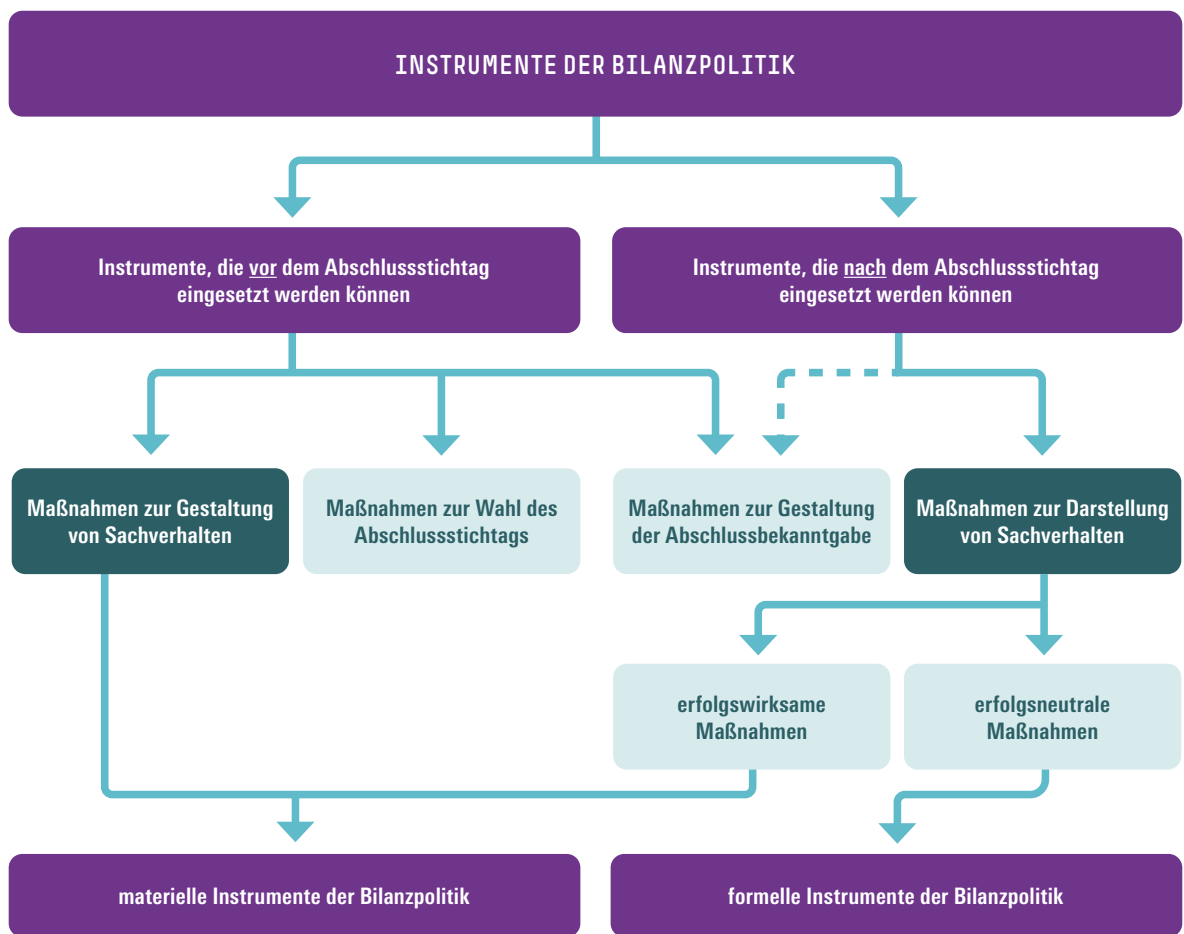 INSTRUMENTE DER BILANZPOLITIK
Instrumente, die vor dem Abschlussstichtag
eingesetzt werden können
Instrumente, die nach dem Abschlussstichtag
eingesetzt werden können
Maßnahmen zur Gestaltung
von Sachverhalten
Maßnahmen zur Wahl des
Abschlussstichtags
Maßnahmen zur Gestaltung
der Abschlussbekanntgabe
Maßnahmen zur Darstellung
von Sachverhalten
erfolgswirksame
Maßnahmen
erfolgsneutrale
Maßnahmen
materielle Instrumente der Bilanzpolitik
formelle Instrumente der Bilanzpolitik